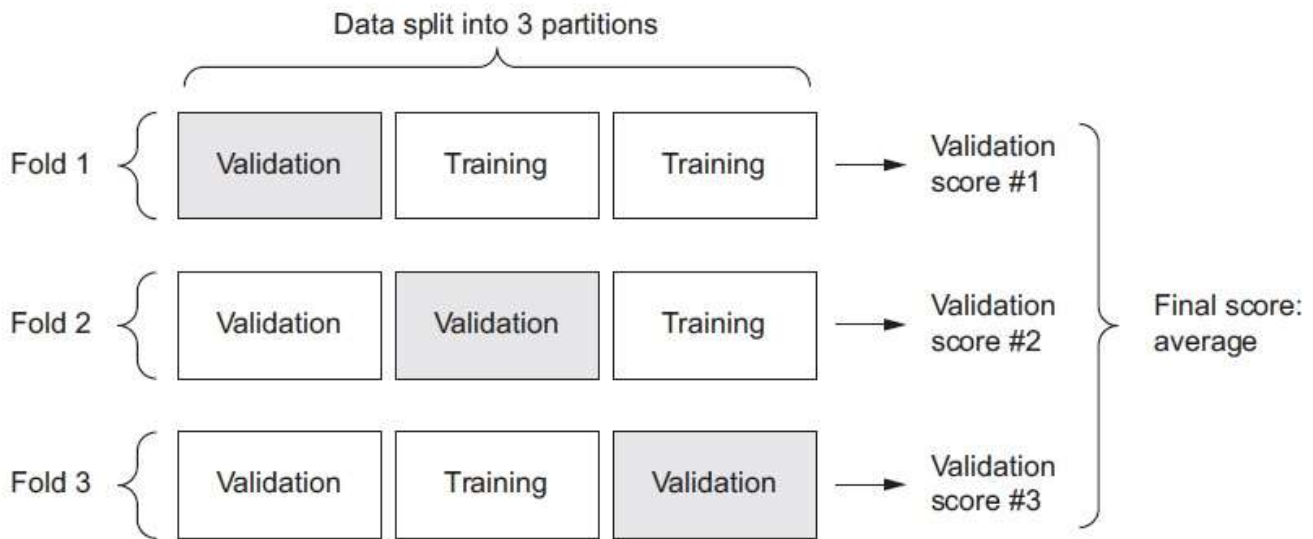 Data split into 3 partitions
Fold 1
Validation
Training
Training
Validation
score #1
Fold 2
Validation
Validation
Training
Validation
score #2
Final score:
average
Fold 3
Validation
Training
Validation
Validation
score #3